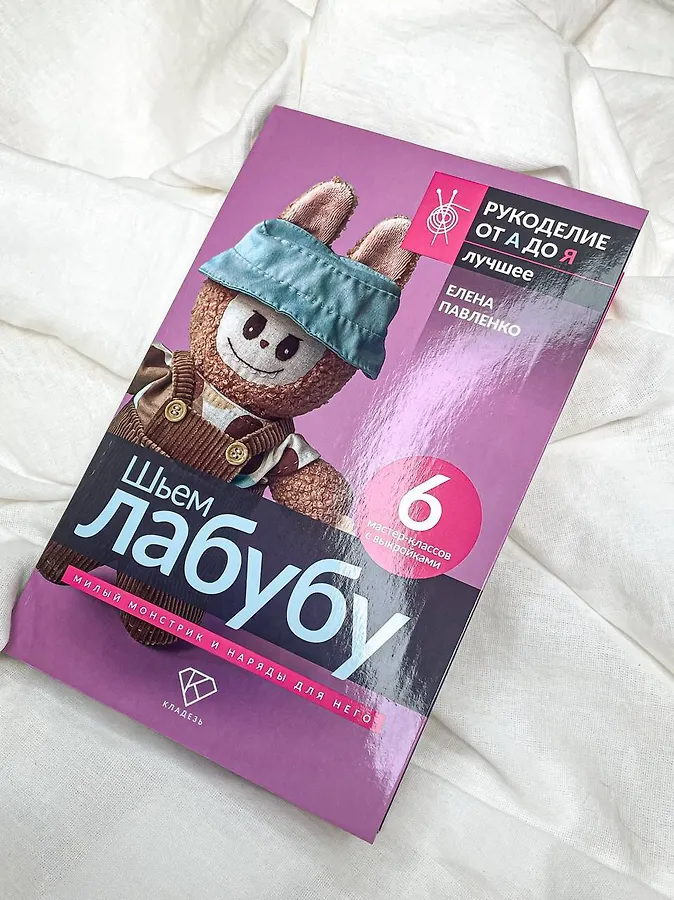 РУКОДЕЛИЕ
ОТ А ДО Я
лучшее
ЕЛЕНА
ПАВЛЕНКО
6
мастер-классов
с выкройками
Шьем
лабубу
МИЛЫЙ МОНСТРИК И НАРЯДЫ ДЛЯ НЕГО
КЛАДЕЗЬ